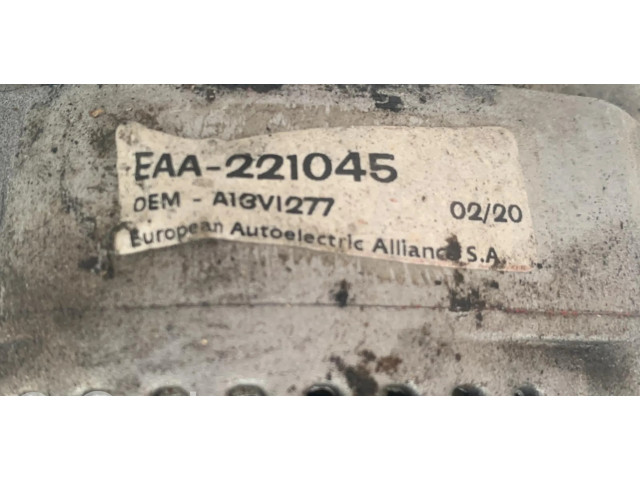 EAA-221045
OEM - A13VI277
02/20
European Autoelectric Alliance S.A.